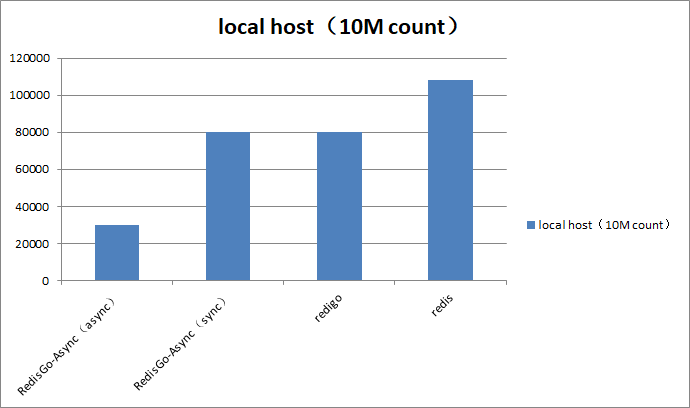 local host（10M count）
120000
100000
80000
60000
40000
20000
0
RedisGo-Async（async）
RedisGo-Async（sync）
redigo
redis
local host（10M count）